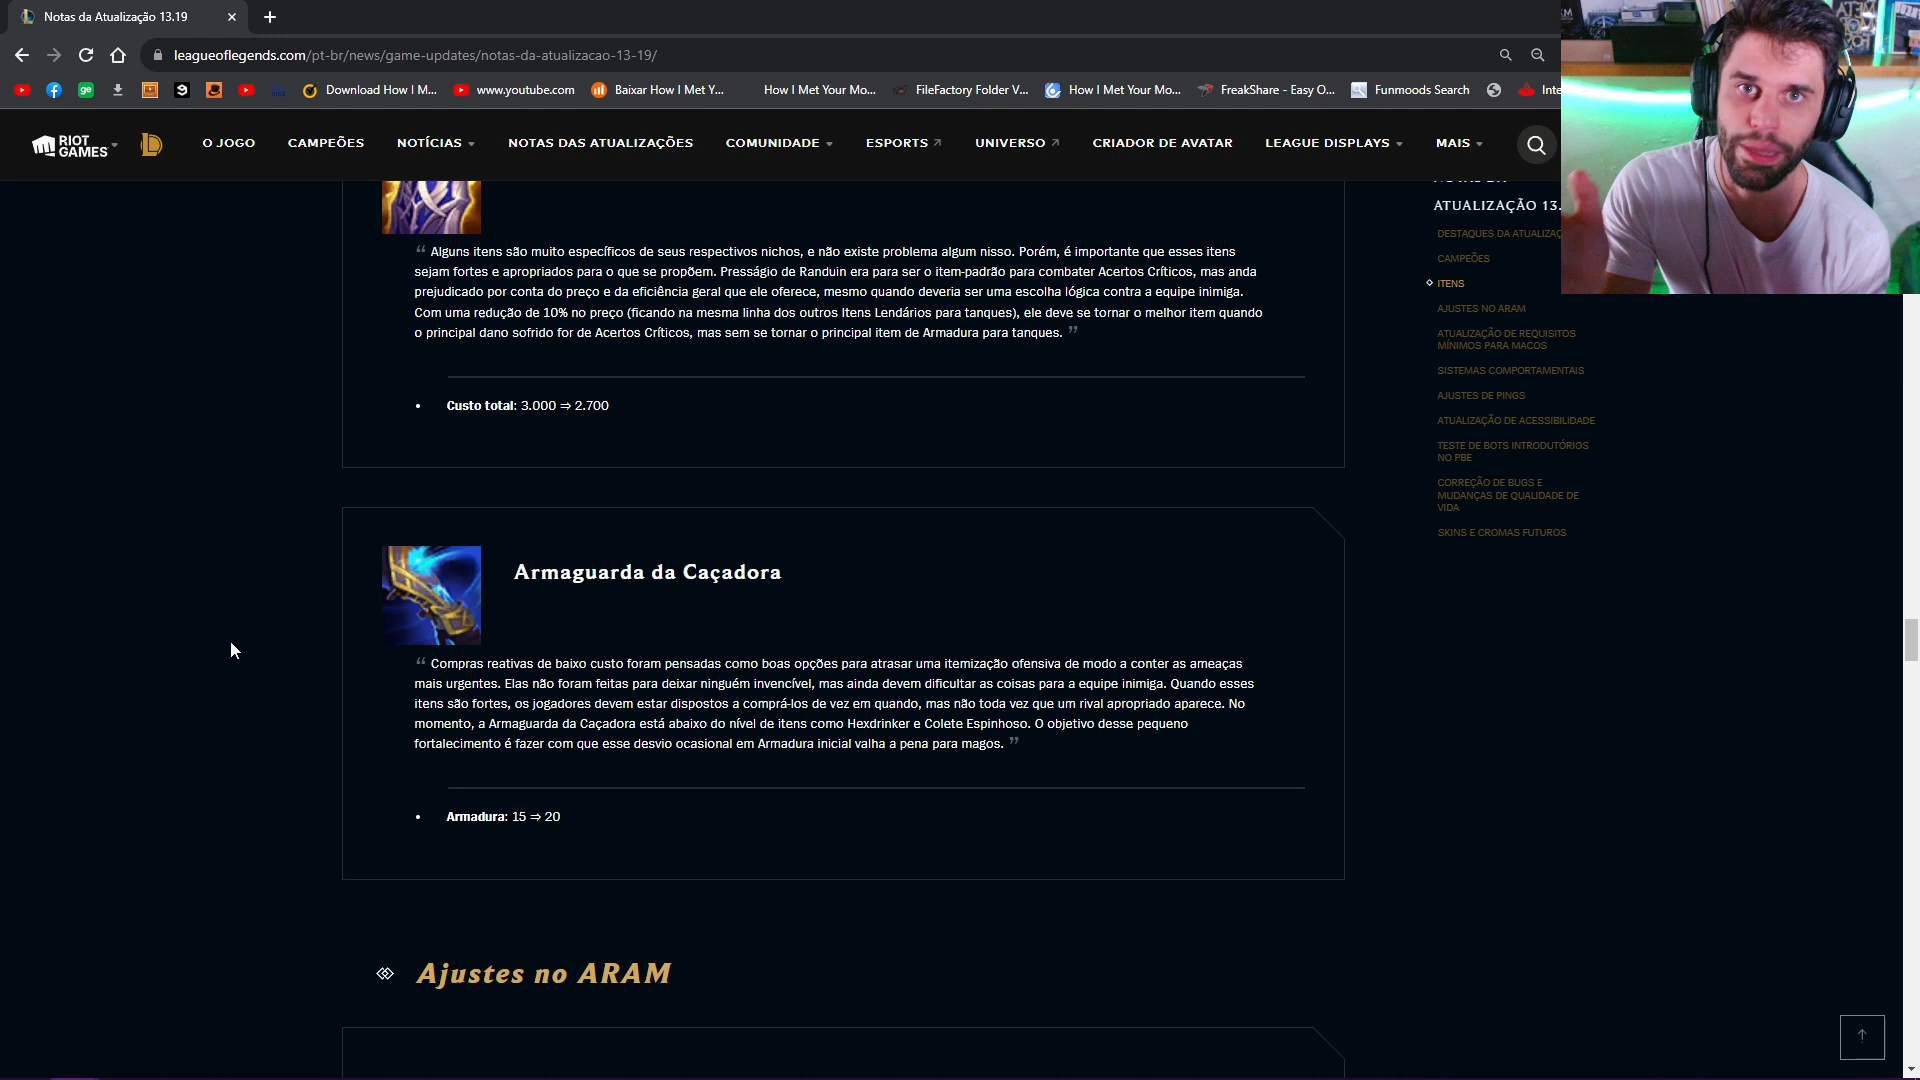 Notas da Atualização 13.19
leagueoflegends.com/pt-br/news/game-updates/notas-da-atualizacao-13-19/
Download How I M... www.youtube.com Baixar How I Met Y... How I Met Your Mo... FileFactory Folder V... How I Met Your Mo... FreakShare - Easy O... Funmoods Search Inte
RIOT GAMES O JOGO CAMPEÕES NOTÍCIAS NOTAS DAS ATUALIZAÇÕES COMUNIDADE ESPORTS UNIVERSO CRIADOR DE AVATAR LEAGUE DISPLAYS MAIS
“ Alguns itens são muito específicos de seus respectivos nichos, e não existe problema algum nisso. Porém, é importante que esses itens
sejam fortes e apropriados para o que se propõem. Presságio de Randuin era para ser o item-padrão para combater Acertos Críticos, mas anda
prejudicado por conta do preço e da eficiência geral que ele oferece, mesmo quando deveria ser uma escolha lógica contra a equipe inimiga.
Com uma redução de 10% no preço (ficando na mesma linha dos outros Itens Lendários para tanques), ele deve se tornar o melhor item quando
o principal dano sofrido for de Acertos Críticos, mas sem se tornar o principal item de Armadura para tanques. ”
• Custo total: 3.000 ⇒ 2.700
Armaguarda da Caçadora
“ Compras reativas de baixo custo foram pensadas como boas opções para atrasar uma itemização ofensiva de modo a conter as ameaças
mais urgentes. Elas não foram feitas para deixar ninguém invencível, mas ainda devem dificultar as coisas para a equipe inimiga. Quando esses
itens são fortes, os jogadores devem estar dispostos a comprá-los de vez em quando, mas não toda vez que um rival apropriado aparece. No
momento, a Armaguarda da Caçadora está abaixo do nível de itens como Hexdrinker e Colete Espinhoso. O objetivo desse pequeno
fortalecimento é fazer com que esse desvio ocasional em Armadura inicial valha a pena para magos. ”
• Armadura: 15 ⇒ 20
Ajustes no ARAM
ATUALIZAÇÃO 13.
DESTAQUES DA ATUALIZAÇ
CAMPEÕES
ITENS
AJUSTES NO ARAM
ATUALIZAÇÃO DE REQUISITOS
MÍNIMOS PARA MACOS
SISTEMAS COMPORTAMENTAIS
AJUSTES DE PINGS
ATUALIZAÇÃO DE ACESSIBILIDADE
TESTE DE BOTS INTRODUTÓRIOS
NO PBE
CORREÇÃO DE BUGS E
MUDANÇAS DE QUALIDADE DE
VIDA
SKINS E CROMAS FUTUROS